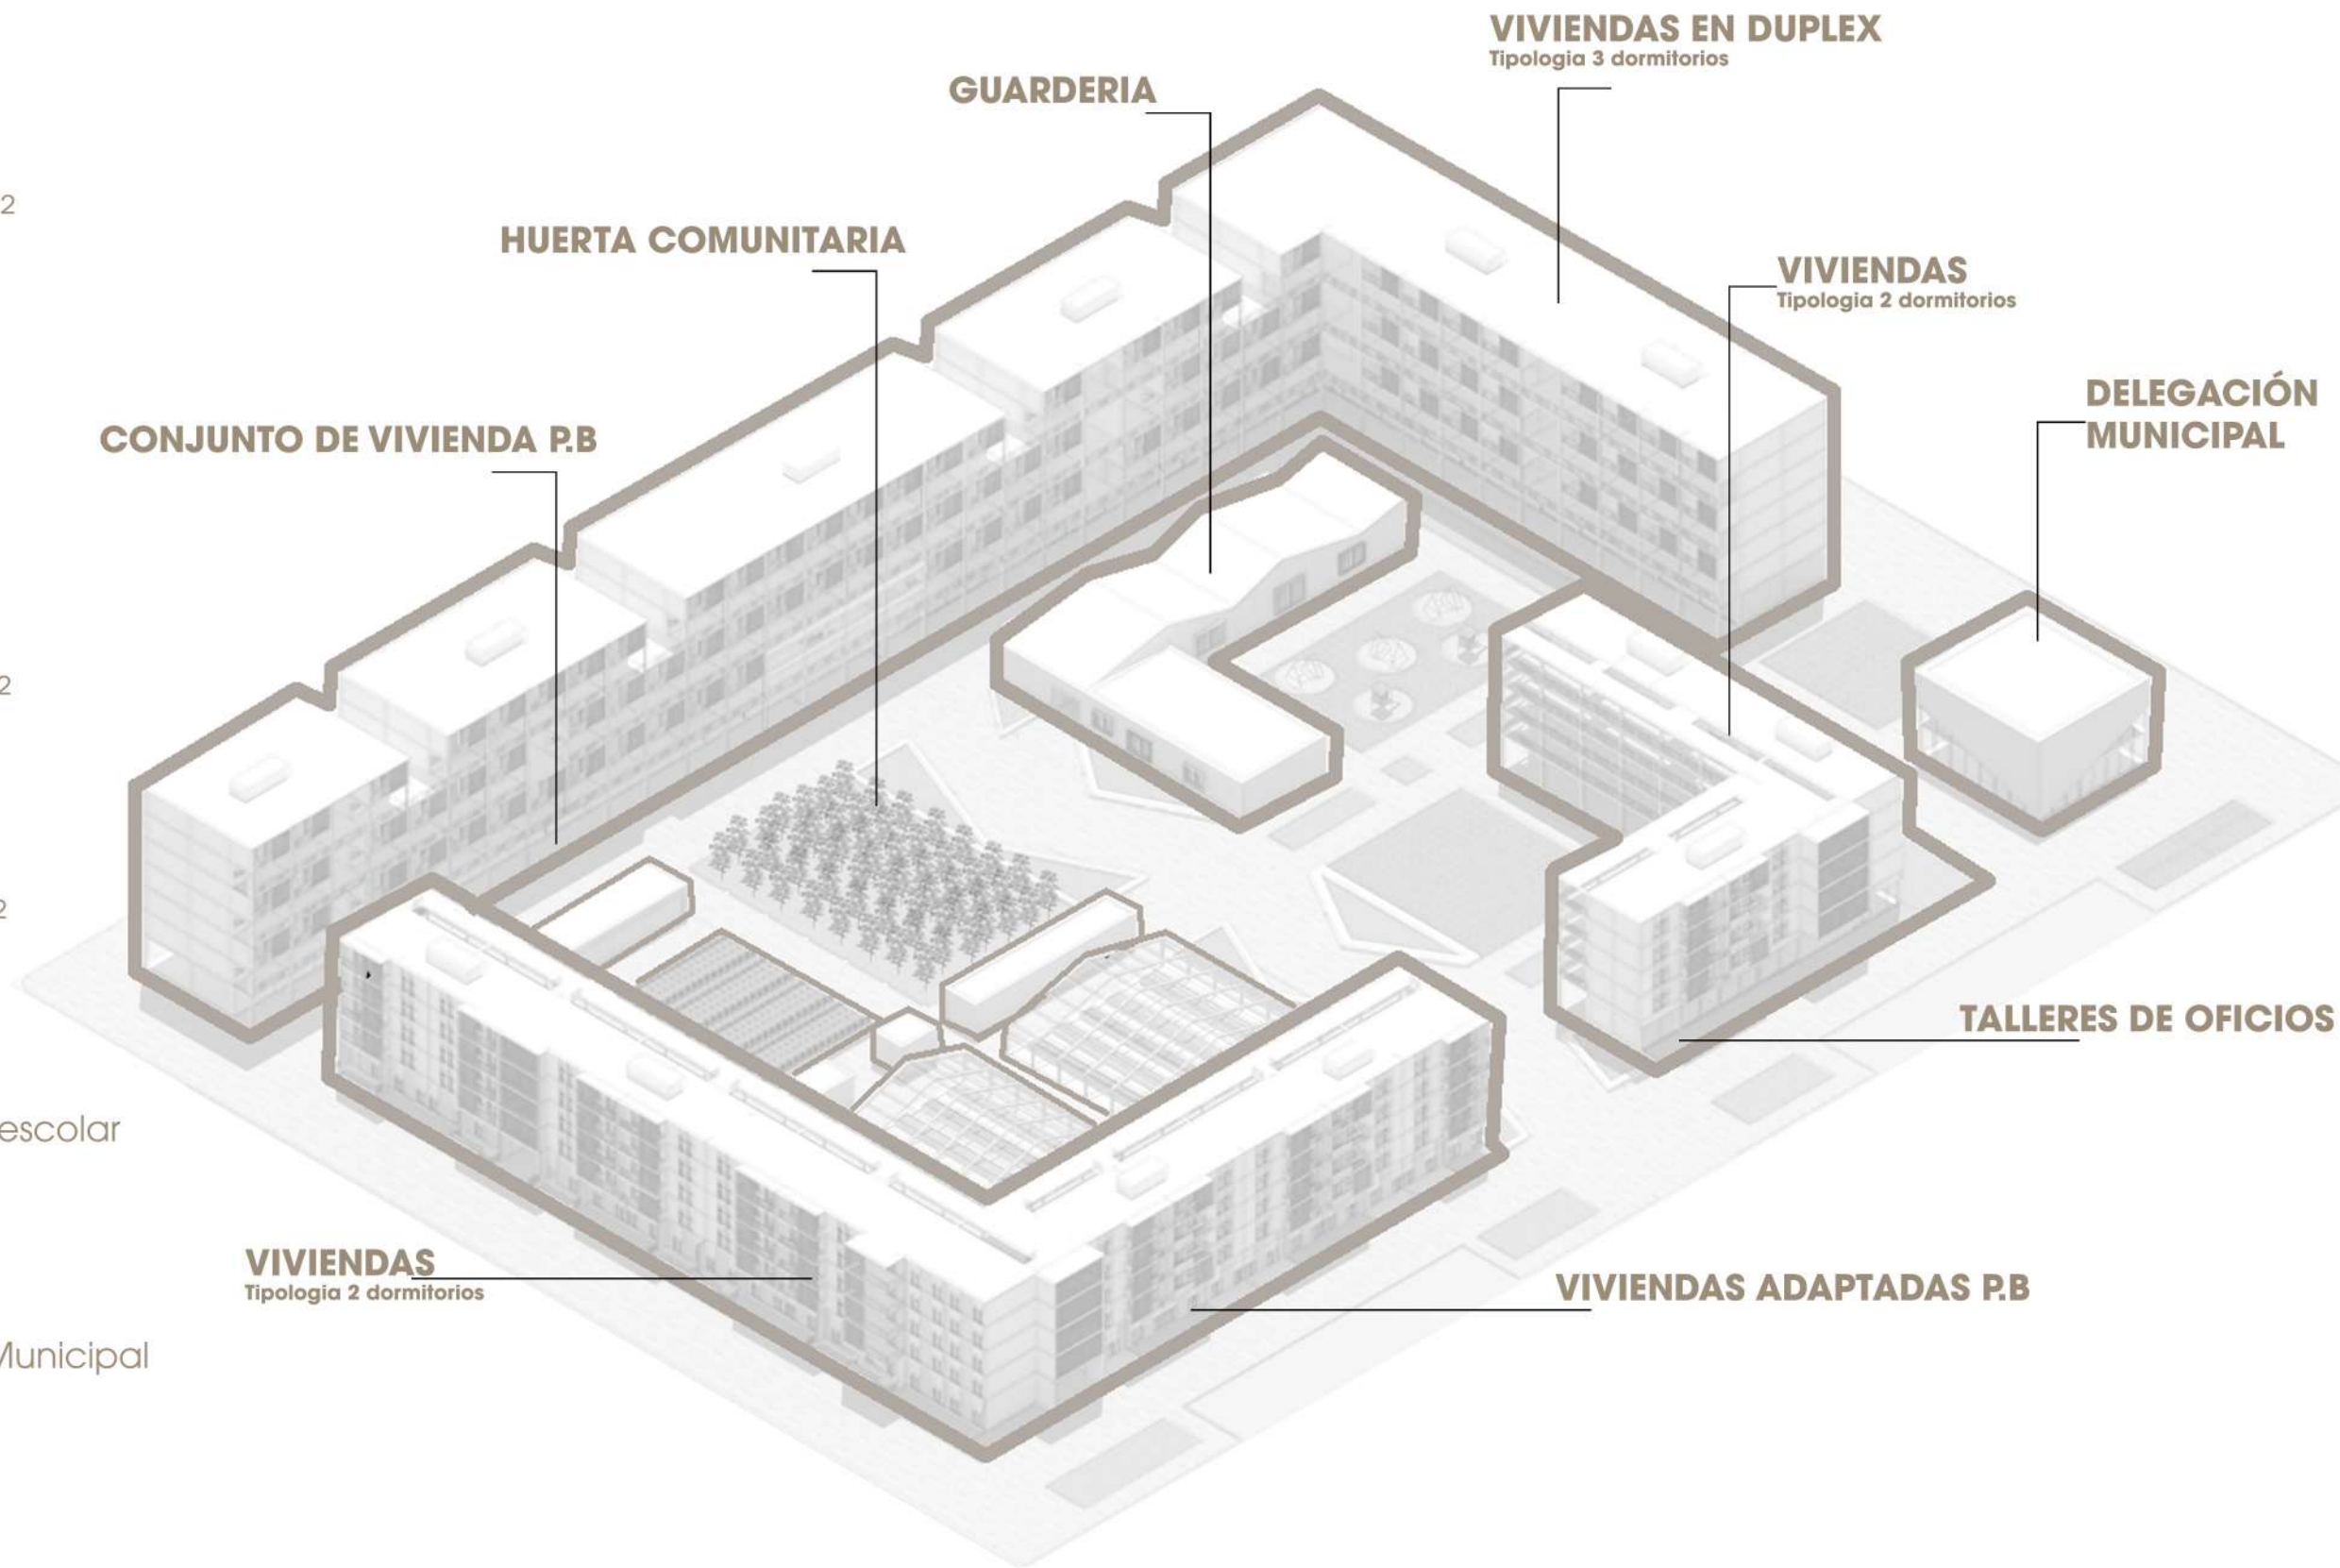 VIVIENDAS EN DUPLEX
Tipologia 3 dormitorios
GUARDERIA
2
HUERTA COMUNITARIA
VIVIENDAS
Tipologia 2 dormitorios
DELEGACIÓN
MUNICIPAL
CONJUNTO DE VIVIENDA P.B
2
2
TALLERES DE OFICIOS
escolar
VIVIENDAS
Tipologia 2 dormitorios
VIVIENDAS ADAPTADAS P.B
Municipal